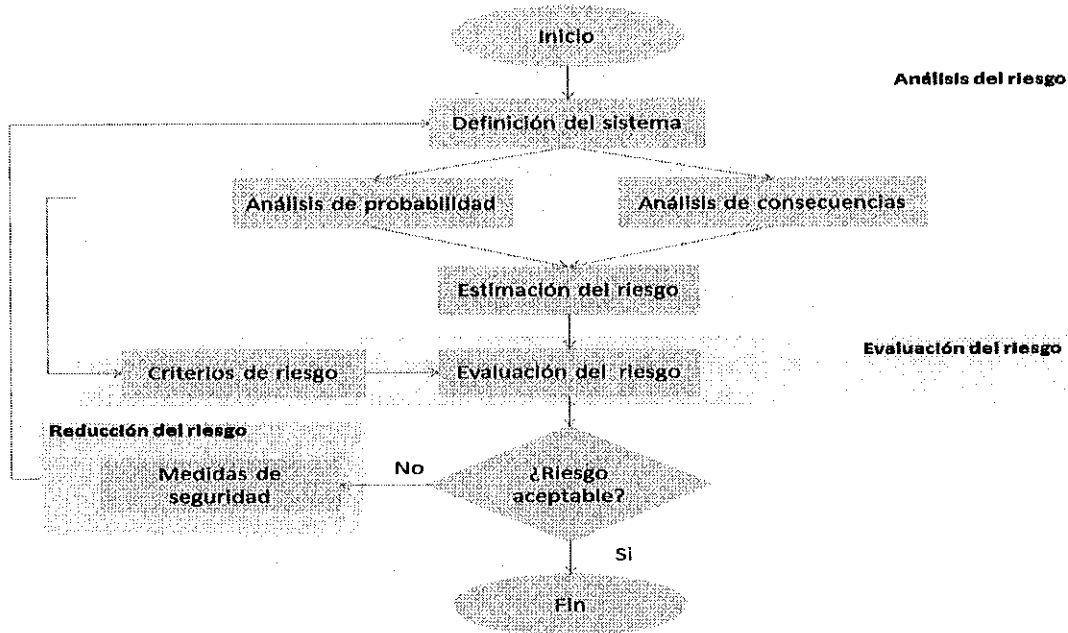 Inicio
Análisis del riesgo
Definición del sistema
Análisis de probabilidad
Análisis de consecuencias
Estimación del riesgo
Evaluación del riesgo
Criterios de riesgo
Evaluación del riesgo
Reducción del riesgo
Medidas de
seguridad
No
¿Riesgo
aceptable?
Si
Fin